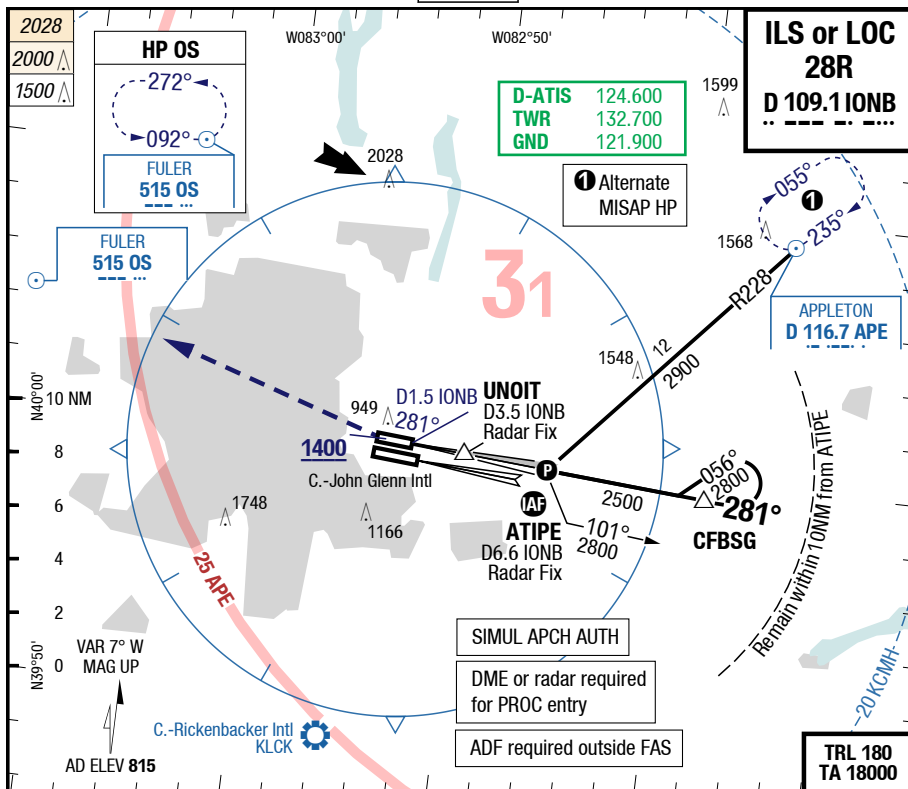 2028
2000
1500
HP OS
272°
092°
FULER
515 OS
FULER
515 OS
W083°00'
W082°50'
D-ATIS 124.600
TWR 132.700
GND 121.900
1 Alternate
MISAP HP
1599
ILS or LOC
28R
D 109.1 IONB
2028
055°
1
235°
1568
R228
APPLETON
D 116.7 APE
31
12
2900
1548
N40°00'
10 NM
8
6
4
2
0
N39°50'
949
D1.5 IONB
281°
UNOIT
D3.5 IONB
Radar Fix
1400
C.-John Glenn Intl
P
IAF
ATIPE
D6.6 IONB
Radar Fix
2500
056°
2800
281°
CFBSG
101°
2800
1748
1166
25 APE
Remain within 10NM from ATIPE
20 KCMH
VAR 7° W
MAG UP
AD ELEV 815
C.-Rickenbacker Intl
KLCK
SIMUL APCH AUTH
DME or radar required
for PROC entry
ADF required outside FAS
TRL 180
TA 18000